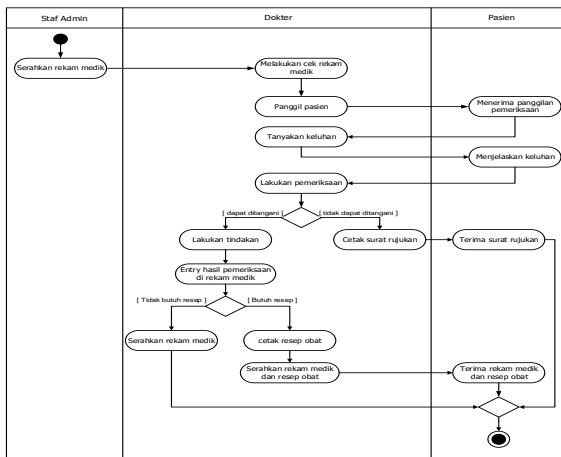 Staf Admin
Dokter
Pasien
Serahkan rekam medik
Melakukan cek rekam
medik
Panggil pasien
Menerima panggilan
pemeriksaan
Tanyakan keluhan
Menjelaskan keluhan
Lakukan pemeriksaan
[ dapat ditangani ]
[ tidak dapat ditangani ]
Lakukan tindakan
Cetak surat rujukan
Terima surat rujukan
Entry hasil pemeriksaan
di rekam medik
[ Tidak butuh resep ]
[ Butuh resep ]
Serahkan rekam medik
cetak resep obat
Serahkan rekam medik
dan resep obat
Terima rekam medik
dan resep obat